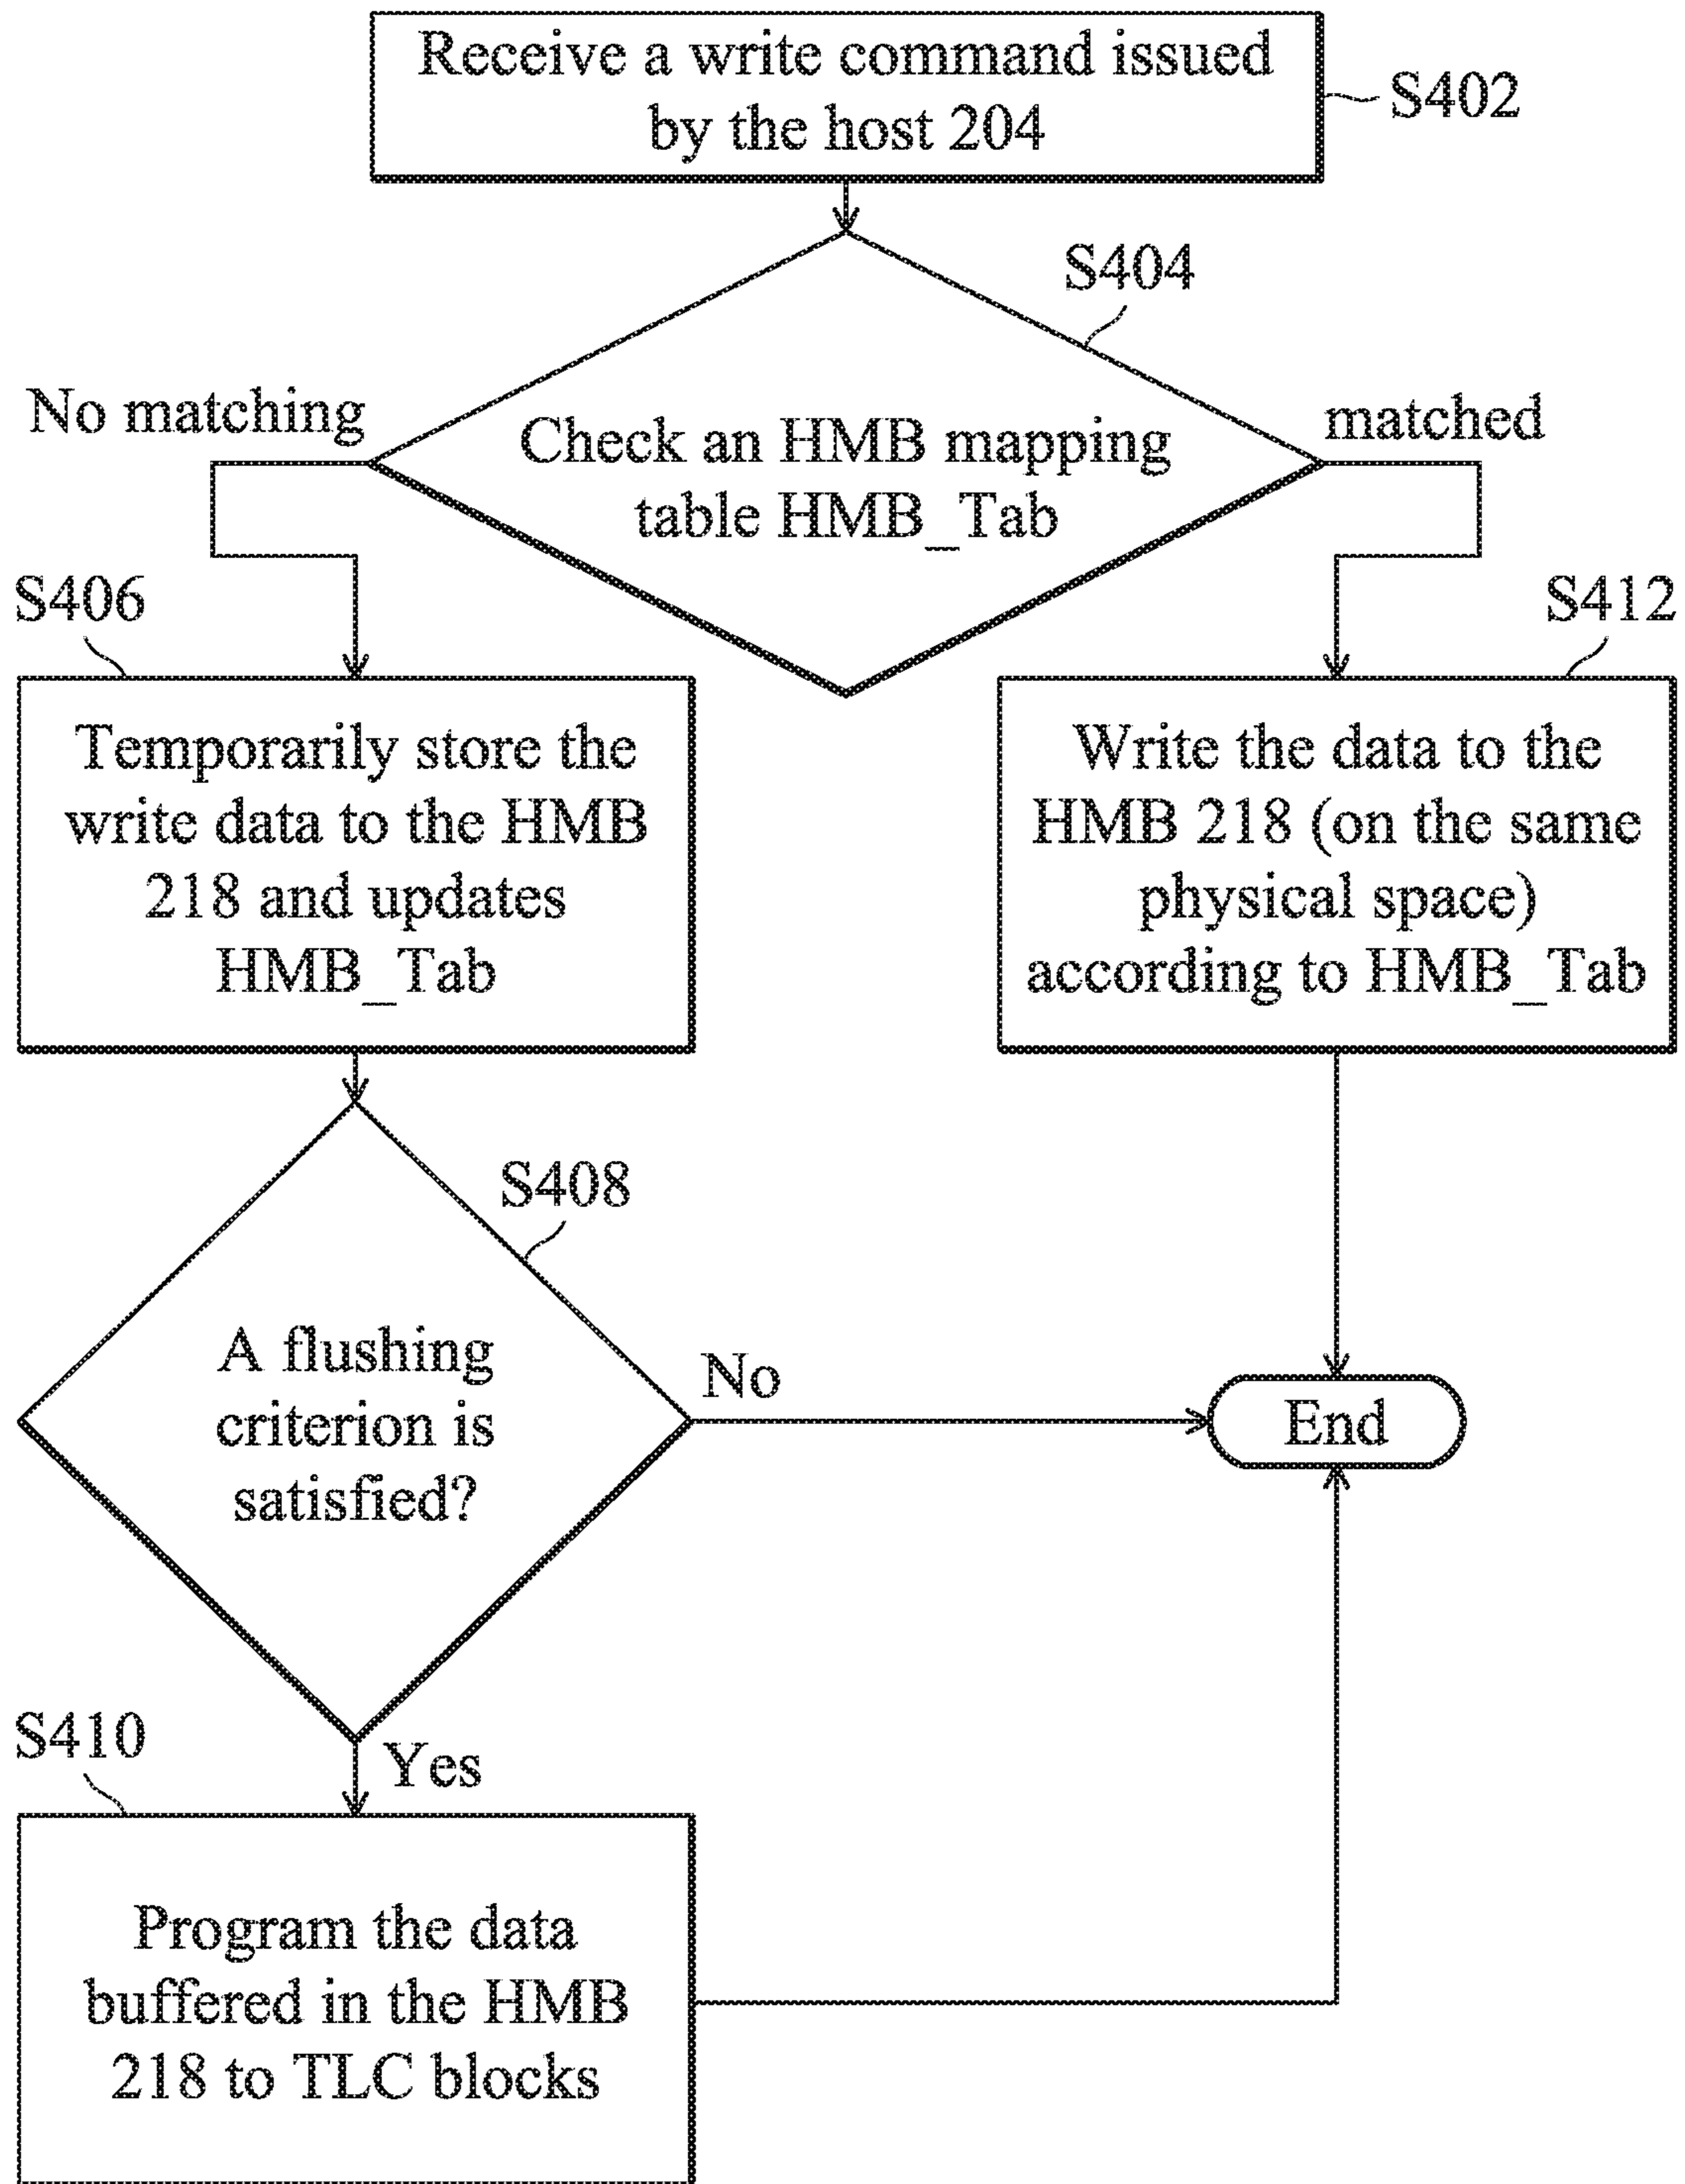 Receive a write command issued
by the host 204
S402
S404
No matching
matched
Check an HMB mapping
table HMB_Tab
S406
S412
Temporarily store the
write data to the HMB
218 and updates
HMB_Tab
Write the data to the
HMB 218 (on the same
physical space)
according to HMB_Tab
S408
A flushing
criterion is
satisfied?
No
End
S410
Yes
Program the data
buffered in the HMB
218 to TLC blocks